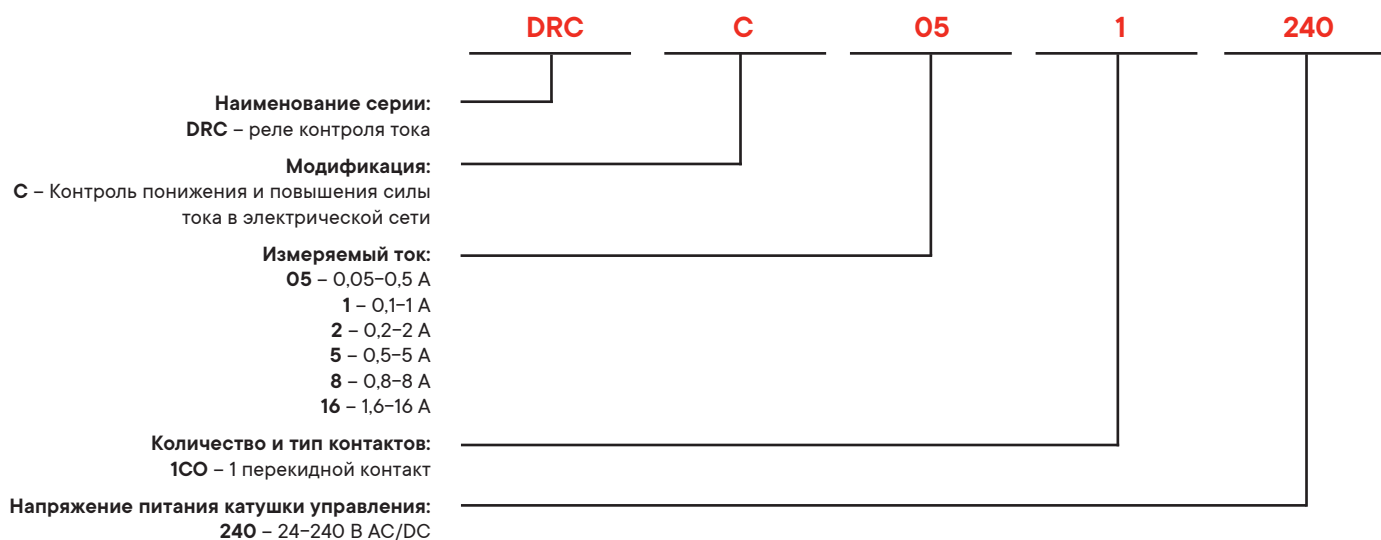 DRC C 05 1 240
Наименование серии:
DRC – реле контроля тока
Модификация:
C – Контроль понижения и повышения силы
тока в электрической сети
Измеряемый ток:
05 – 0,05–0,5 А
1 – 0,1–1 А
2 – 0,2–2 А
5 – 0,5–5 А
8 – 0,8–8 А
16 – 1,6–16 А
Количество и тип контактов:
1CO – 1 перекидной контакт
Напряжение питания катушки управления:
240 – 24–240 В AC/DC